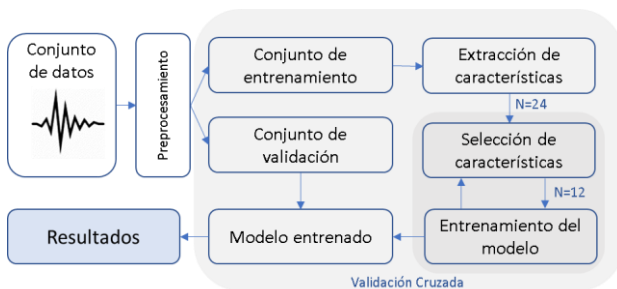 Conjunto
de datos
Preprocesamiento
Conjunto de
entrenamiento
Extracción de
características
N=24
Conjunto de
validación
Selección de
características
N=12
Resultados
Modelo entrenado
Entrenamiento del
modelo
Validación Cruzada